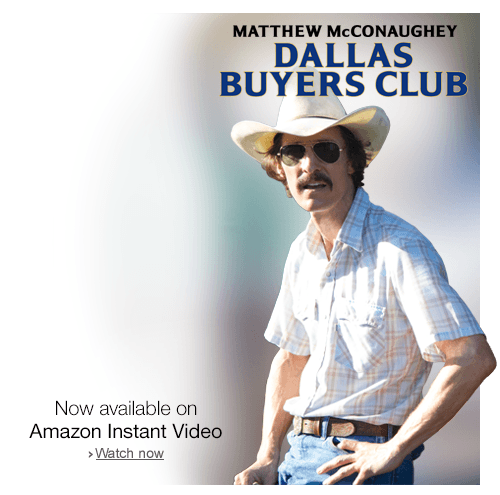 MATTHEW McCONAUGHEY
DALLAS
BUYERS CLUB
Now available on
Amazon Instant Video
›Watch now